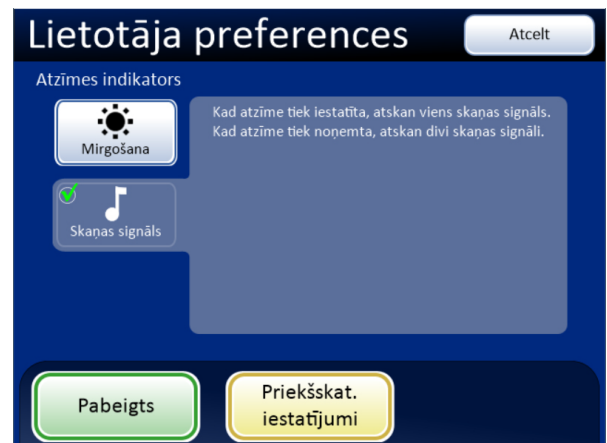 Lietotāja preferences
Atcelt
Atzīmes indikators
Mirgošana
Kad atzīme tiek iestatīta, atskan viens skaņas signāls.
Kad atzīme tiek noņemta, atskan divi skaņas signāli.
Skaņas signāls
Pabeigts
Priekšskat.
iestatījumi